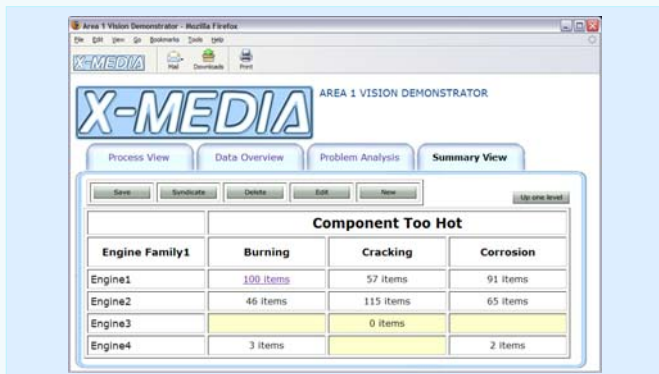 Area 1 Vision Demonstrator - Mozilla Firefox
File Edit View Go Bookmarks Tools Help
X-MEDIA Mail Downloads Print
X-MEDIA AREA 1 VISION DEMONSTRATOR
Process View Data Overview Problem Analysis Summary View
Save Syndicate Delete Edit New Up one level
Component Too Hot
Engine Family1 Burning Cracking Corrosion
Engine1 100 items 57 items 91 items
Engine2 46 items 115 items 65 items
Engine3 0 items
Engine4 3 items 2 items